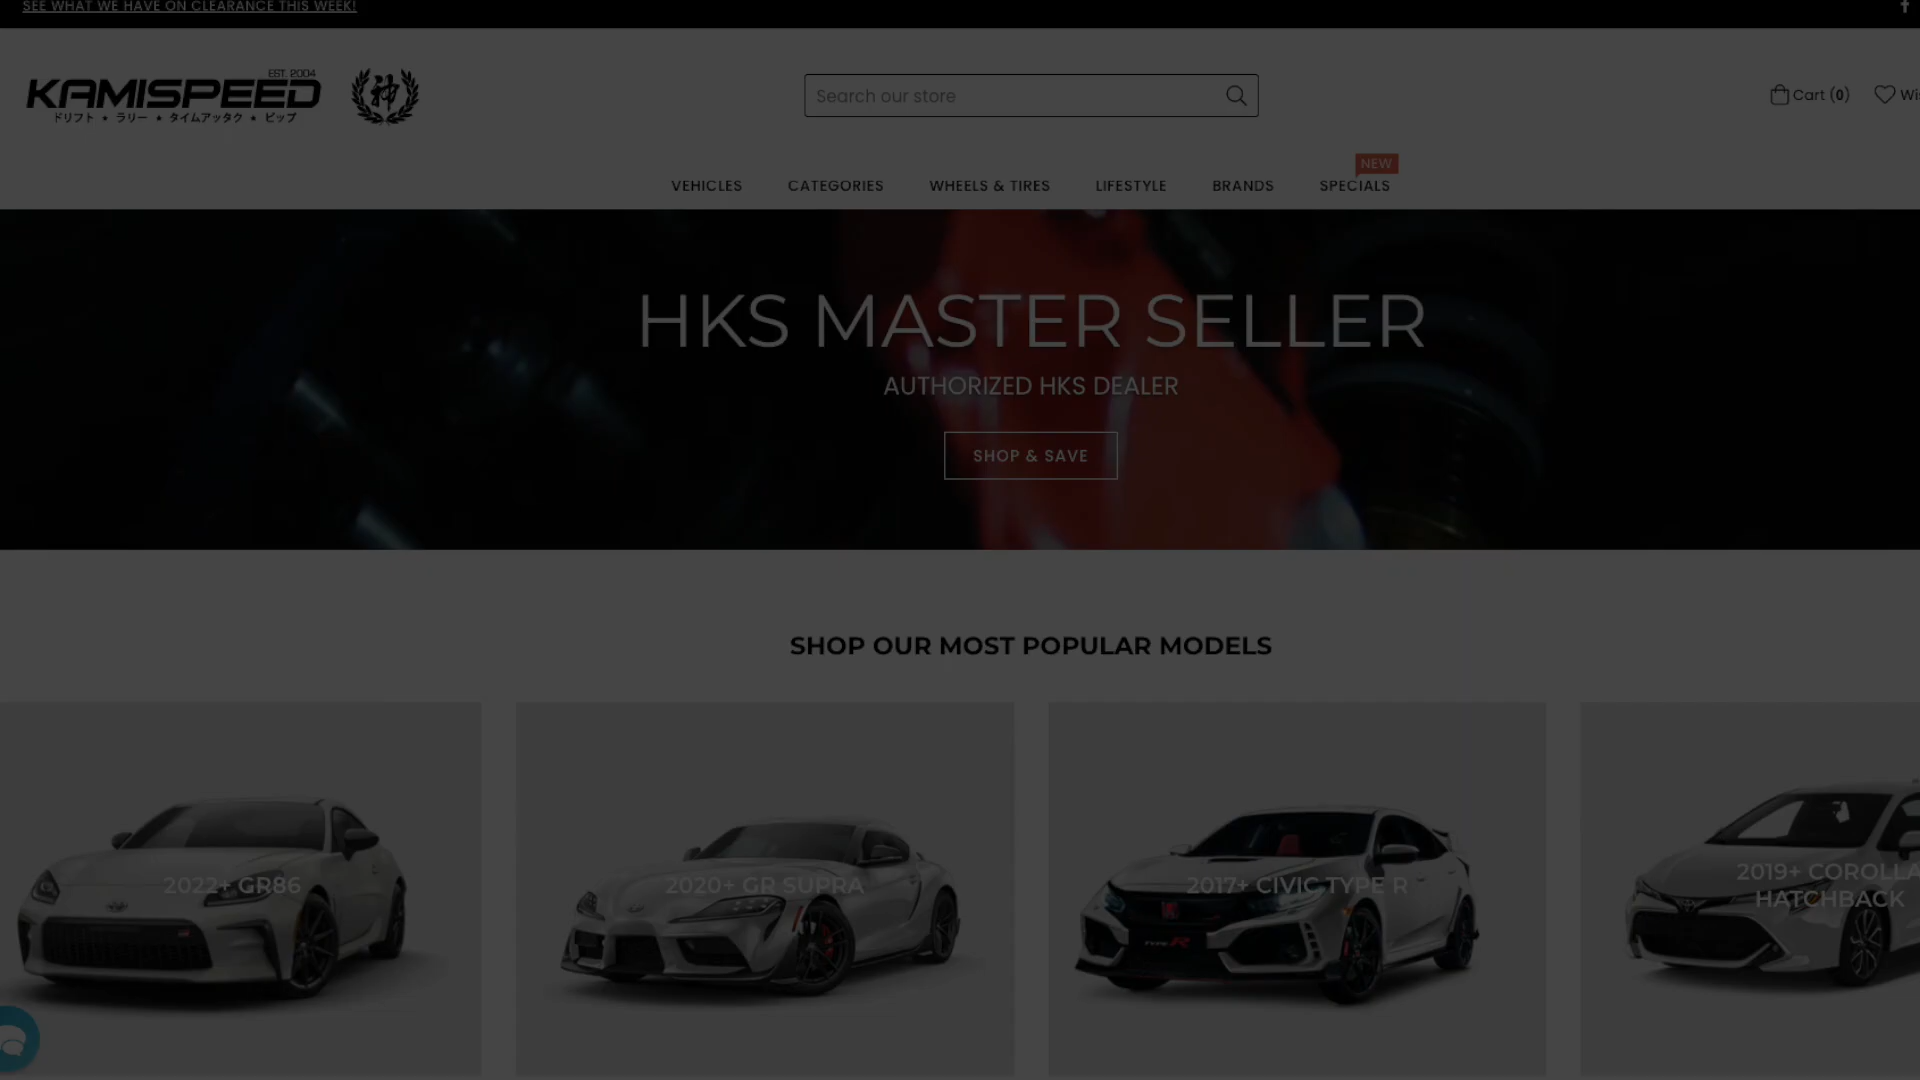 SEE WHAT WE HAVE ON CLEARANCE THIS WEEK!
EST. 2004
KAMISPEED
神
ドリフト ★ ラリー ★ タイムアッタク ★ ビップ
Search our store
Cart (0)
NEW
VEHICLES
CATEGORIES
WHEELS & TIRES
LIFESTYLE
BRANDS
SPECIALS
HKS MASTER SELLER
AUTHORIZED HKS DEALER
SHOP & SAVE
SHOP OUR MOST POPULAR MODELS
2022+ GR86
2020+ GR SUPRA
2017+ CIVIC TYPE R
TYPE R
2019+ COROLLA
HATCHBACK